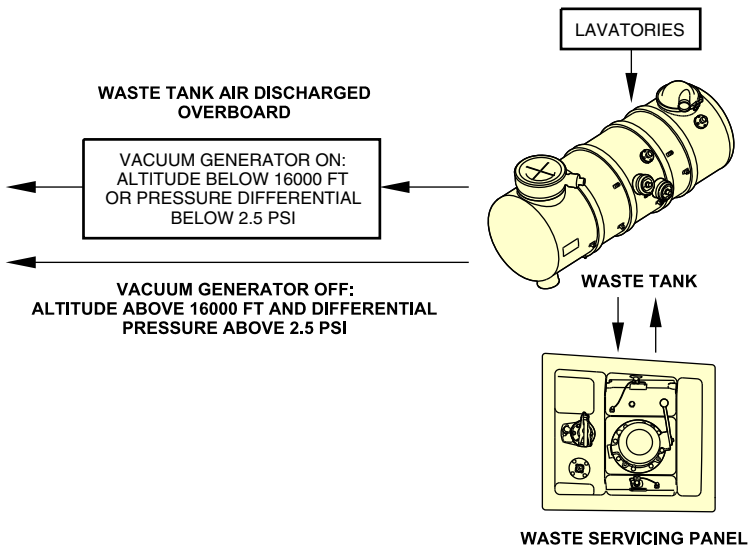 LAVATORIES
WASTE TANK AIR DISCHARGED
OVERBOARD
VACUUM GENERATOR ON:
ALTITUDE BELOW 16000 FT
OR PRESSURE DIFFERENTIAL
BELOW 2.5 PSI
WASTE TANK
VACUUM GENERATOR OFF:
ALTITUDE ABOVE 16000 FT AND DIFFERENTIAL
PRESSURE ABOVE 2.5 PSI
WASTE SERVICING PANEL